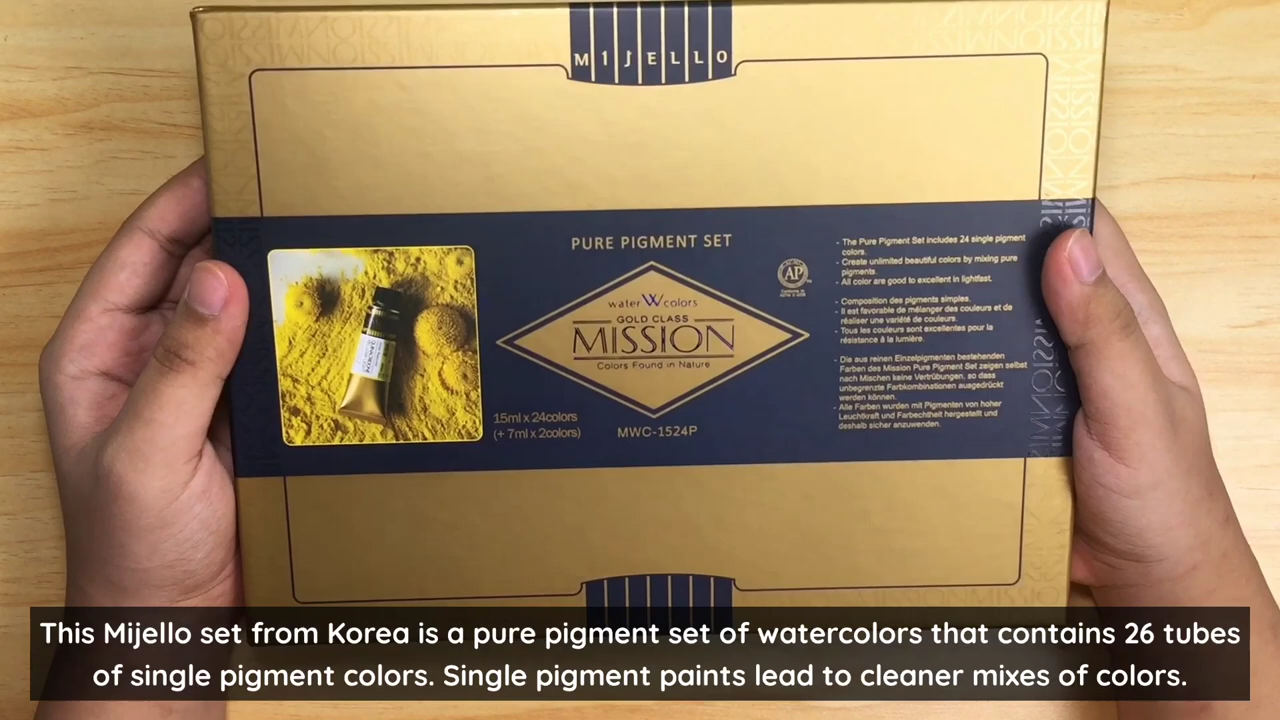 MIJELLO
PURE PIGMENT SET
water W colors
GOLD CLASS
MISSION
Colors Found in Nature
15ml x 24colors
(+ 7ml x 2colors)
MWC-1524P
AP
- The Pure Pigment Set includes 24 single pigment
colors.
- Create unlimited beautiful colors by mixing pure
pigments.
- All color are good to excellent in lightfast.
- Composition des pigments simples.
- Il est favorable de mélanger des couleurs et de
réaliser une variété de couleurs.
- Tous les couleurs sont excellentes pour la
résistance à la lumière.
- Die aus reinen Einzelpigmenten bestehenden
Farben des Mission Pure Pigment Set zeigen selbst
nach Mischen keine Vertrübungen, so dass
unbegrenzte Farbkombinationen ausgedrückt
werden können.
- Alle Farben wurden mit Pigmenten von hoher
Leuchtkraft und Farbechtheit hergestellt und
deshalb sicher anzuwenden.
This Mijello set from Korea is a pure pigment set of watercolors that contains 26 tubes
of single pigment colors. Single pigment paints lead to cleaner mixes of colors.